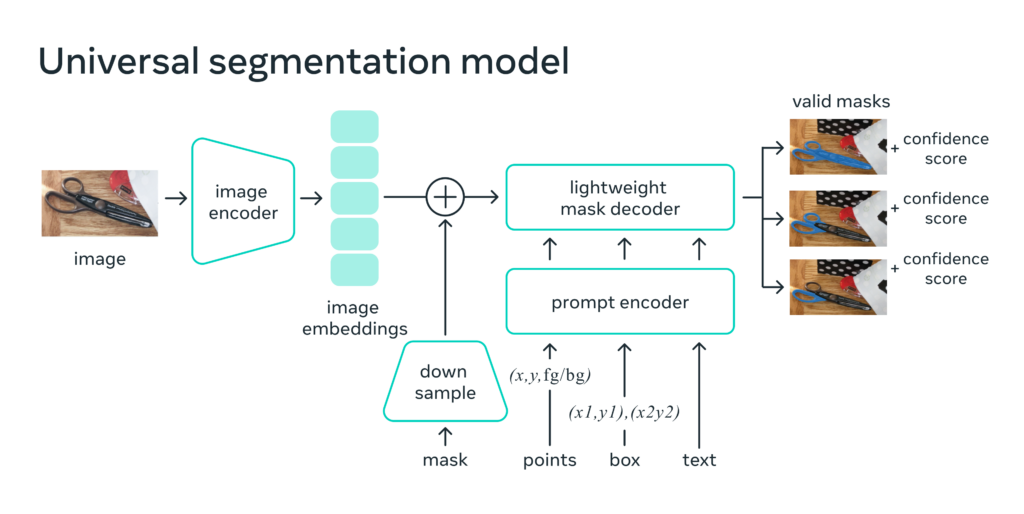 Universal segmentation model
valid masks
confidence
score
image
encoder
lightweight
mask decoder
+ confidence
score
+ confidence
score
+
image
prompt encoder
image
embeddings
down
sample
(x,y,fg/bg)
(x1,y1),(x2y2)
mask
points
box
text